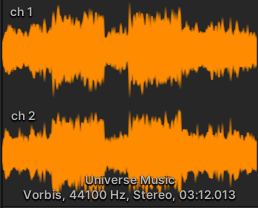 ch 1
ch 2
Universe Music
Vorbis, 44100 Hz, Stereo, 03:12.013